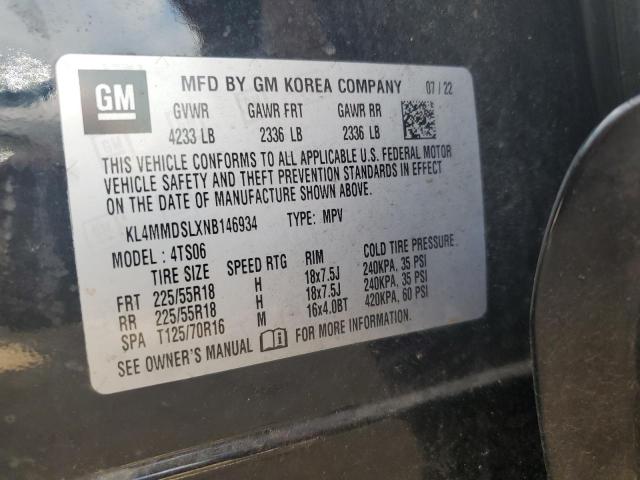 GM MFD BY GM KOREA COMPANY 07/22
GVWR GAWR FRT GAWR RR
4233 LB 2336 LB 2336 LB
THIS VEHICLE CONFORMS TO ALL APPLICABLE U.S. FEDERAL MOTOR
VEHICLE SAFETY AND THEFT PREVENTION STANDARDS IN EFFECT
ON THE DATE OF MANUFACTURE SHOWN ABOVE.
KL4MMDSLXNB146934 TYPE: MPV
MODEL: 4TS06
TIRE SIZE SPEED RTG RIM COLD TIRE PRESSURE
FRT 225/55R18 H 18x7.5J 240KPA, 35 PSI
RR 225/55R18 H 18x7.5J 240KPA, 35 PSI
SPA T125/70R16 M 16x4.0BT 420KPA, 60 PSI
SEE OWNER'S MANUAL FOR MORE INFORMATION.